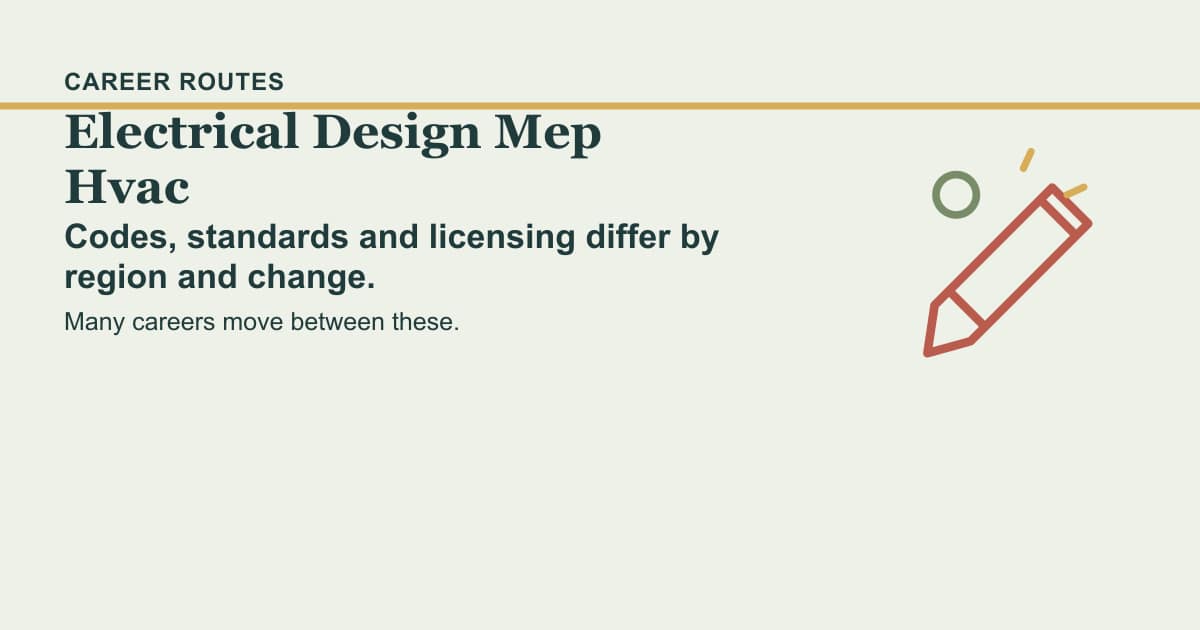 CAREER ROUTES
Electrical Design Mep
Hvac
Codes, standards and licensing differ by
region and change.
Many careers move between these.